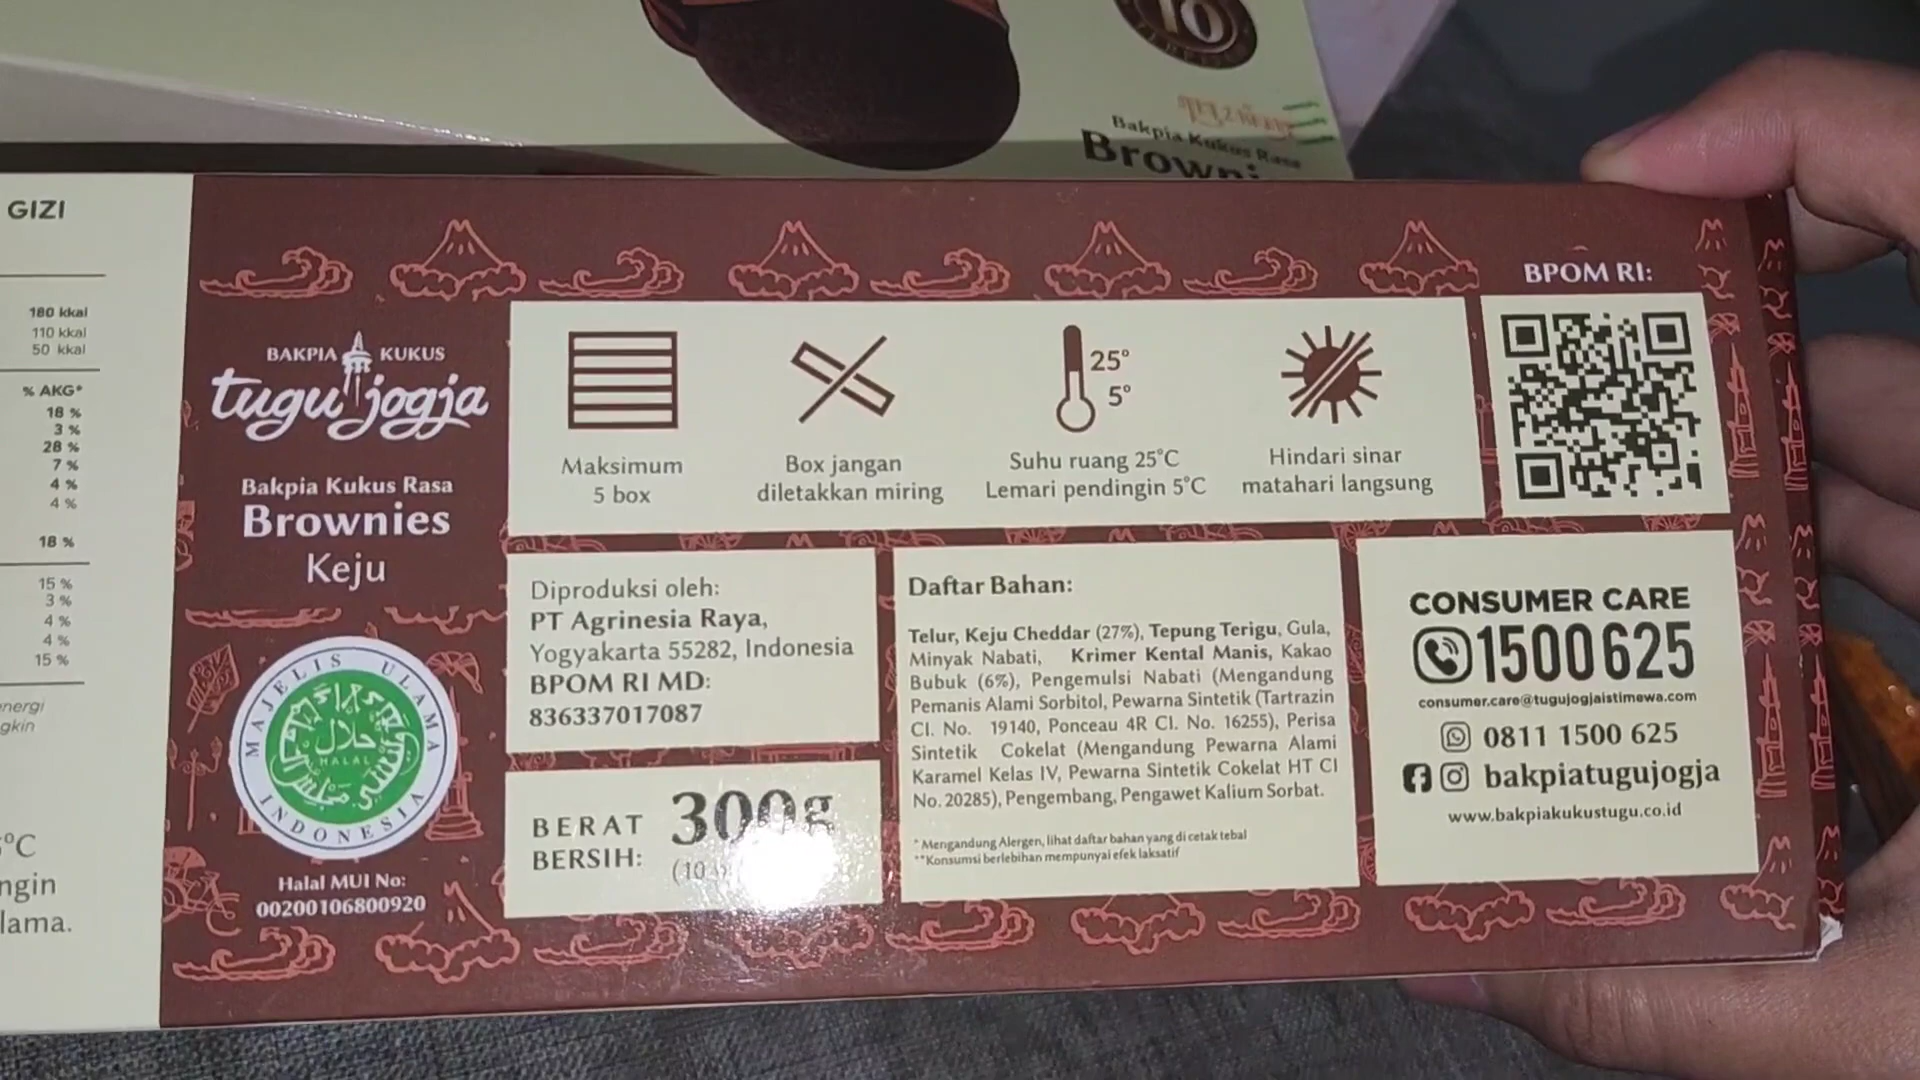 Bakpia Kukus Rasa
GIZI
180 kkal
110 kkal
50 kkal
% AKG*
18 %
3 %
28 %
7 %
4 %
4 %
18 %
15 %
3 %
4 %
4 %
15 %
°C
lama.
BAKPIA KUKUS
tugu jogja
Bakpia Kukus Rasa
Brownies
Keju
MAJELIS ULAMA
حلال
HALAL
INDONESIA
Halal MUI No:
00200106800920
Maksimum
5 box
Box jangan
diletakkan miring
25°
5°
Suhu ruang 25°C
Lemari pendingin 5°C
Hindari sinar
matahari langsung
BPOM RI:
Diproduksi oleh:
PT Agrinesia Raya,
Yogyakarta 55282, Indonesia
BPOM RI MD:
836337017087
BERAT
BERSIH:
300g
(10
Daftar Bahan:
Telur, Keju Cheddar (27%), Tepung Terigu, Gula,
Minyak Nabati, Krimer Kental Manis, Kakao
Bubuk (6%), Pengemulsi Nabati (Mengandung
Pemanis Alami Sorbitol, Pewarna Sintetik (Tartrazin
CI. No. 19140, Ponceau 4R CI. No. 16255), Perisa
Sintetik Cokelat (Mengandung Pewarna Alami
Karamel Kelas IV, Pewarna Sintetik Cokelat HT CI
No. 20285), Pengembang, Pengawet Kalium Sorbat.
* Mengandung Alergen, lihat daftar bahan yang di cetak tebal
**Konsumsi berlebihan mempunyai efek laksatif
CONSUMER CARE
1500 625
consumer.care@tugujogjaistimewa.com
0811 1500 625
bakpiatugujogja
www.bakpiakukustugu.co.id